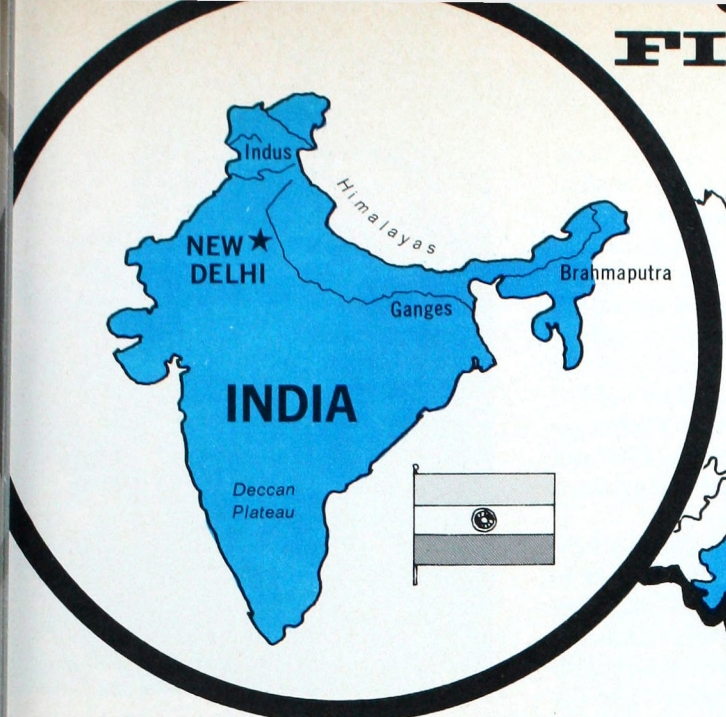 FI
Indus
Himalayas
NEW
DELHI
Brahmaputra
Ganges
INDIA
Deccan
Plateau